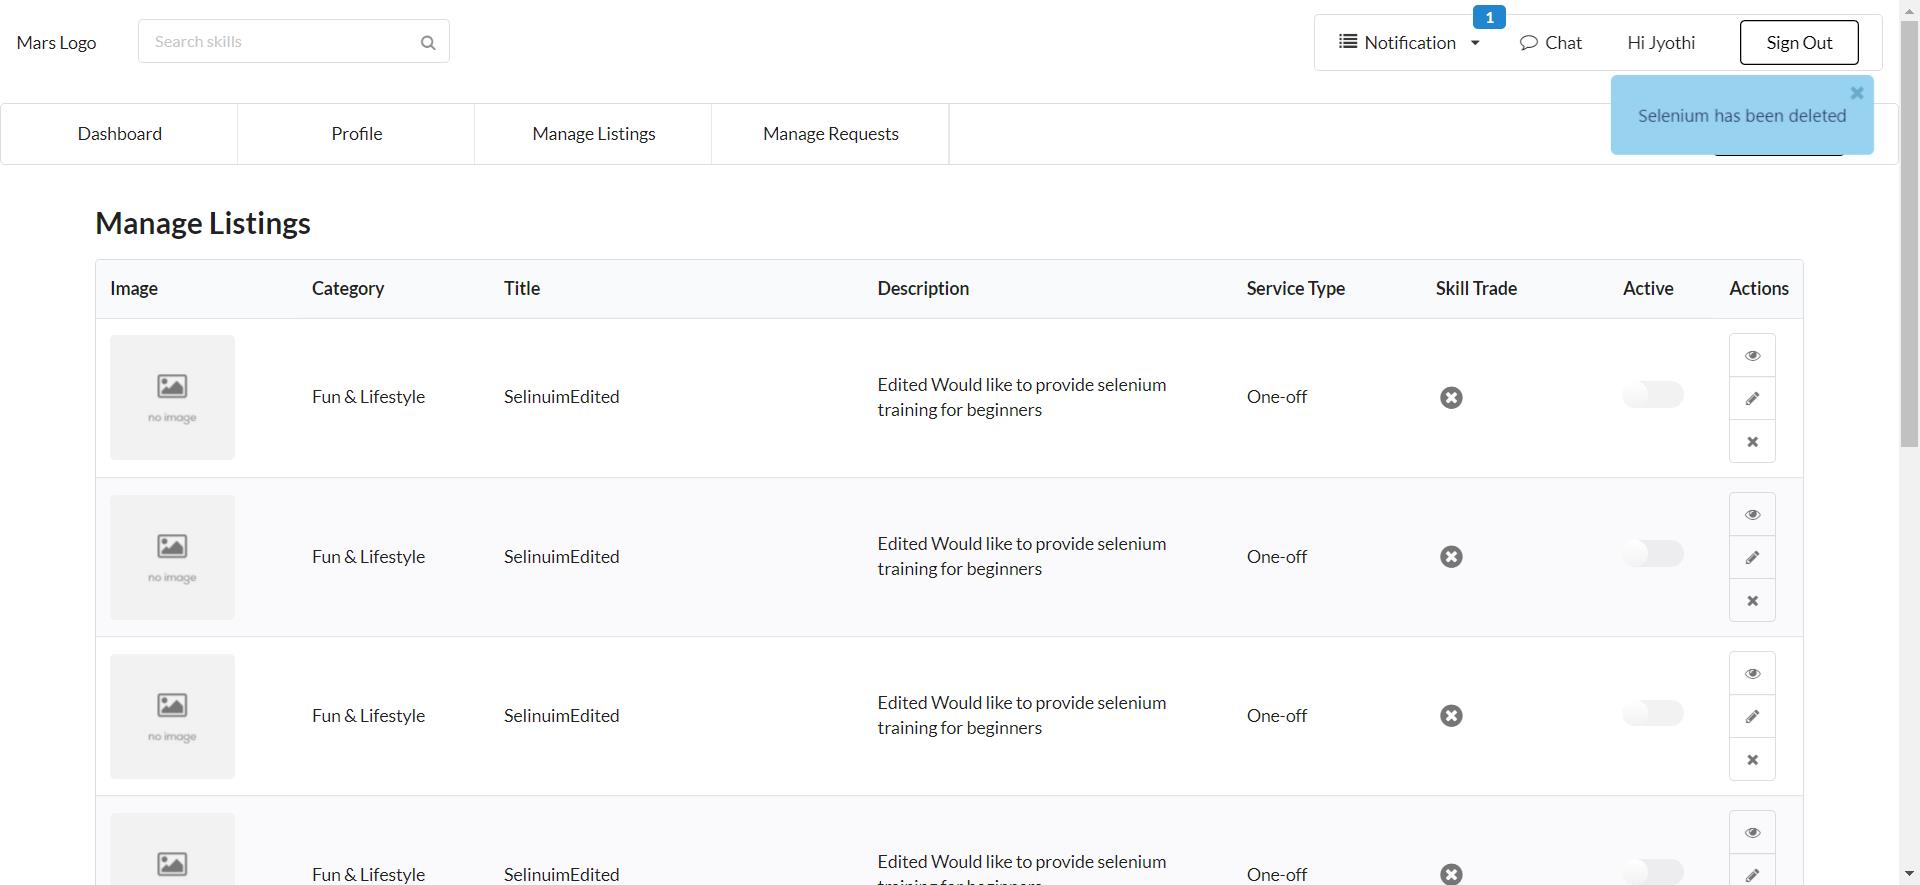 Mars Logo
Search skills
1
Notification
Chat
Hi Jyothi
Sign Out
Selenium has been deleted
Dashboard
Profile
Manage Listings
Manage Requests
Manage Listings
Image
Category
Title
Description
Service Type
Skill Trade
Active
Actions
no image
Fun & Lifestyle
SelinuimEdited
Edited Would like to provide selenium
training for beginners
One-off
no image
Fun & Lifestyle
SelinuimEdited
Edited Would like to provide selenium
training for beginners
One-off
no image
Fun & Lifestyle
SelinuimEdited
Edited Would like to provide selenium
training for beginners
One-off
Fun & Lifestyle
SelinuimEdited
Edited Would like to provide selenium
One-off